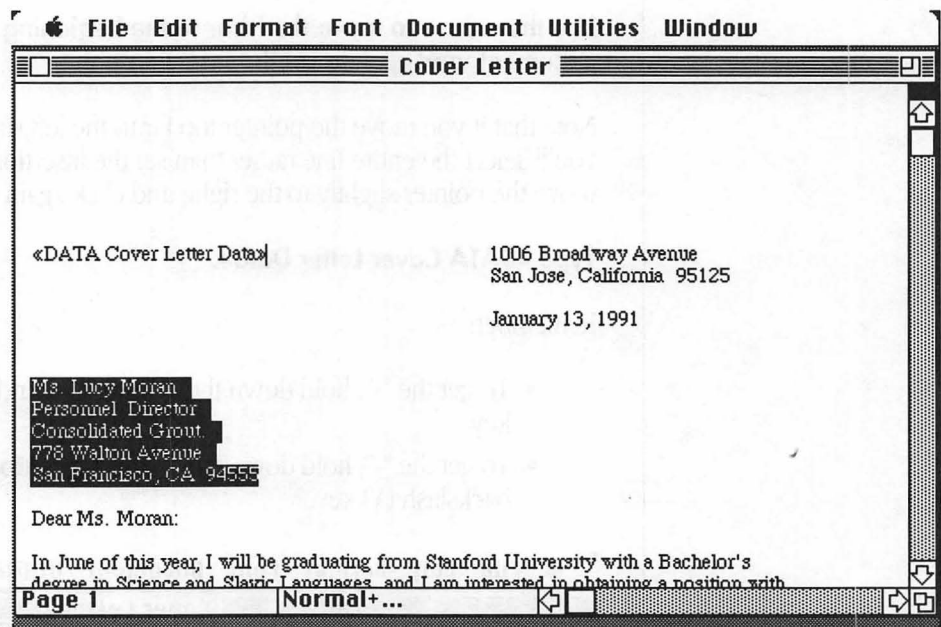 File Edit Format Font Document Utilities Window
Cover Letter
«DATA Cover Letter Data»
1006 Broadway Avenue
San Jose, California 95125
January 13, 1991
Ms. Lucy Moran
Personnel Director
Consolidated Grout
778 Walton Avenue
San Francisco, CA 94555
Dear Ms. Moran:
In June of this year, I will be graduating from Stanford University with a Bachelor's
degree in Science and Slavic Languages, and I am interested in obtaining a position with
Page 1 Normal+...